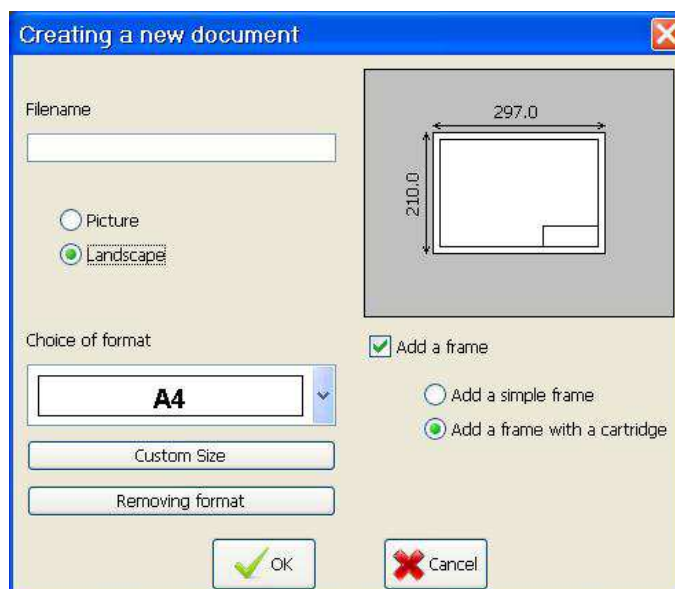 Creating a new document
Filename
297.0
210.0
Picture
Landscape
Choice of format
A4
Custom Size
Removing format
Add a frame
Add a simple frame
Add a frame with a cartridge
OK
Cancel